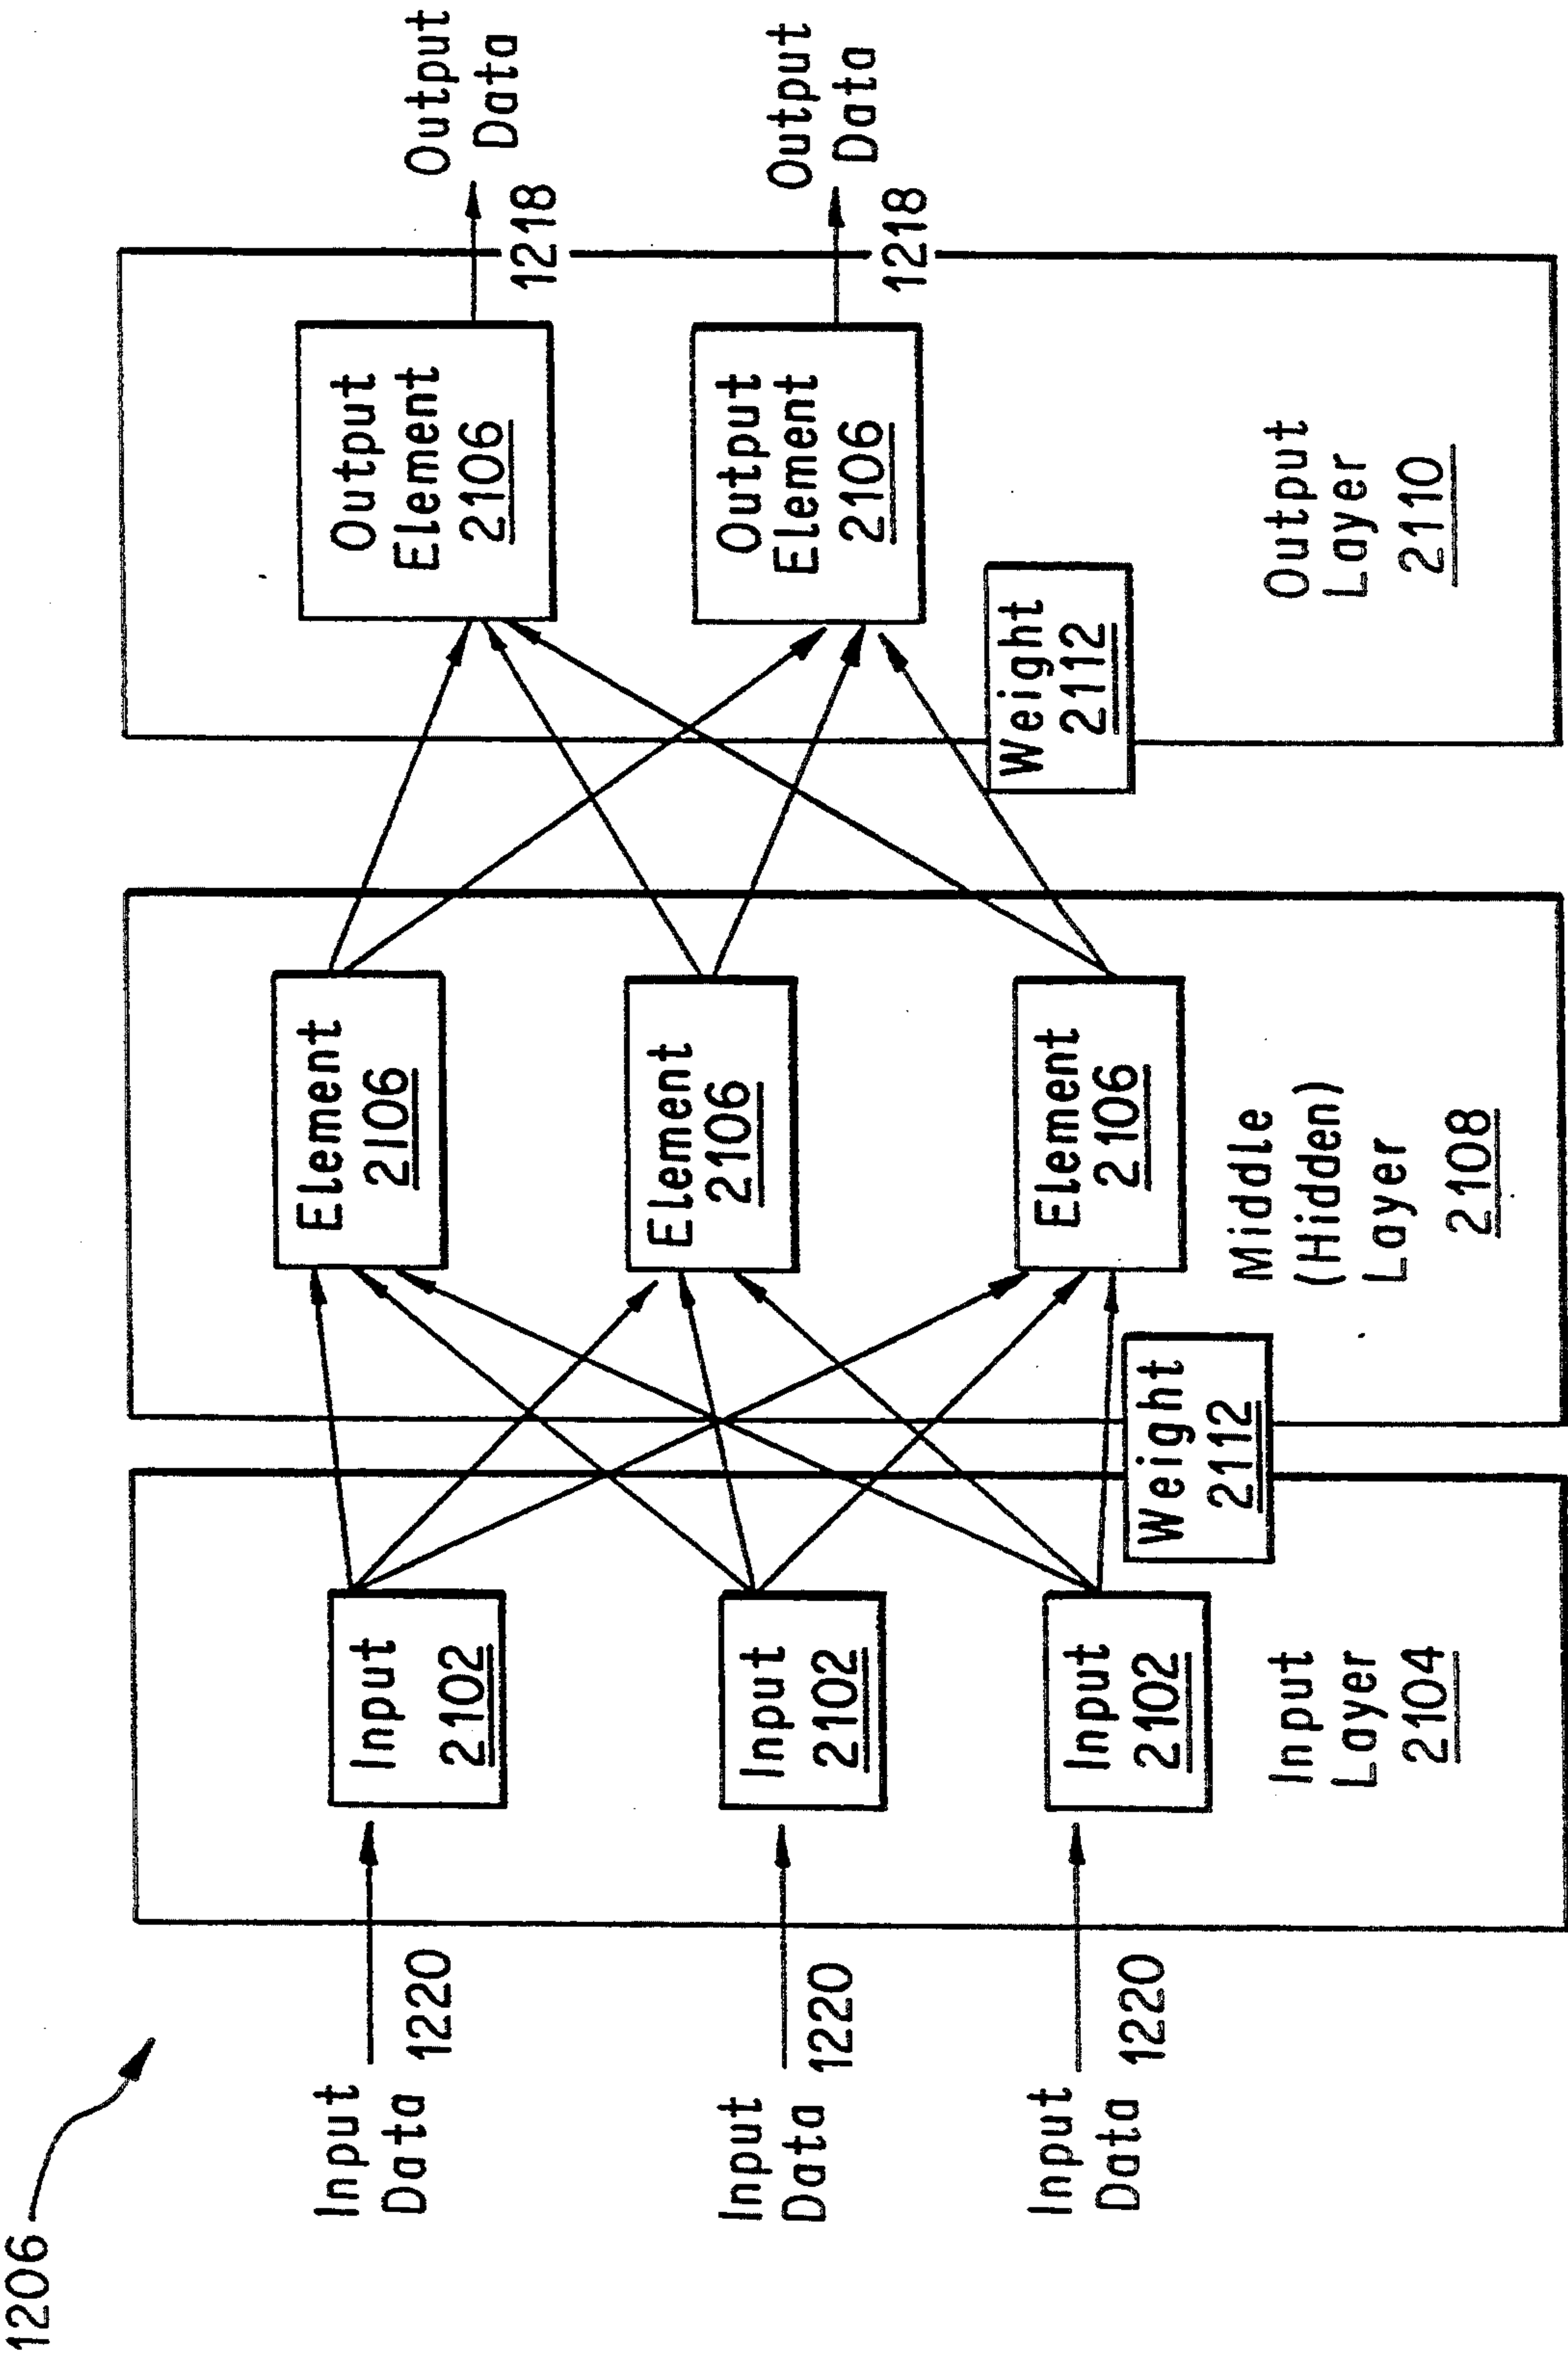 1206
Input
Data 1220
Input
Data 1220
Input
Data 1220
Input
2102
Input
2102
Input
2102
Input
Layer
2104
Weight
2112
Element
2106
Element
2106
Element
2106
Middle
(Hidden)
Layer
2108
Weight
2112
Output
Element
2106
Output
Element
2106
Output
Layer
2110
Output
Data
1218
Output
Data
1218